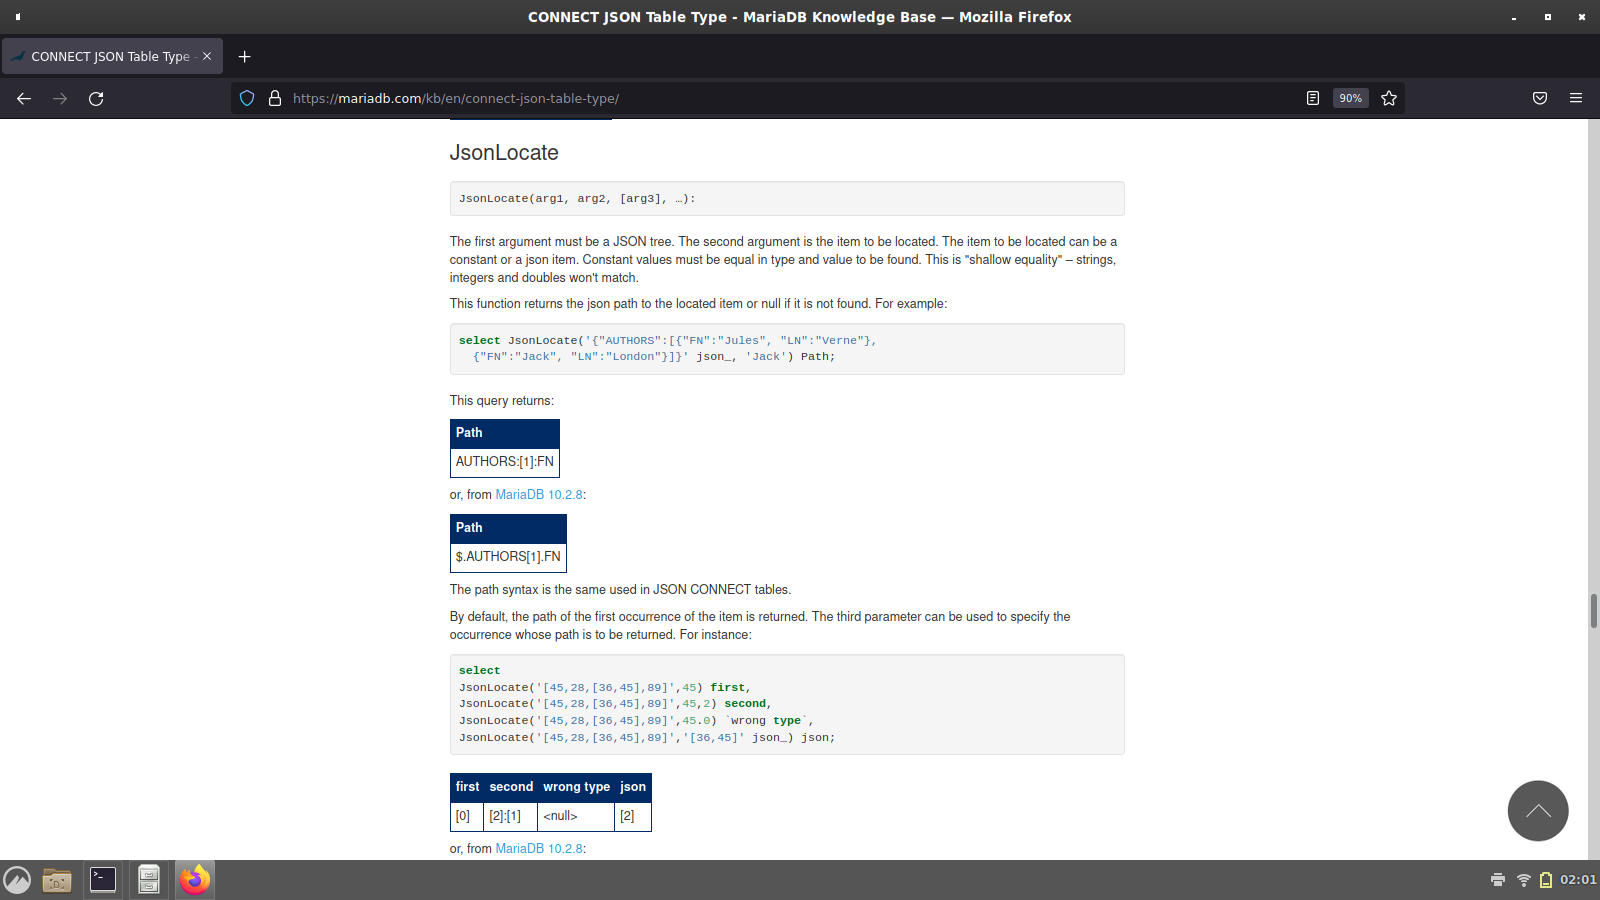 CONNECT JSON Table Type - MariaDB Knowledge Base — Mozilla Firefox
CONNECT JSON Table Type -
https://mariadb.com/kb/en/connect-json-table-type/
90%
JsonLocate
JsonLocate(arg1, arg2, [arg3], …):
The first argument must be a JSON tree. The second argument is the item to be located. The item to be located can be a
constant or a json item. Constant values must be equal in type and value to be found. This is "shallow equality" – strings,
integers and doubles won't match.
This function returns the json path to the located item or null if it is not found. For example:
select JsonLocate('{"AUTHORS":[{"FN":"Jules", "LN":"Verne"},
{"FN":"Jack", "LN":"London"}]}' json_, 'Jack') Path;
This query returns:
Path
AUTHORS:[1]:FN
or, from MariaDB 10.2.8:
Path
$.AUTHORS[1].FN
The path syntax is the same used in JSON CONNECT tables.
By default, the path of the first occurrence of the item is returned. The third parameter can be used to specify the
occurrence whose path is to be returned. For instance:
select
JsonLocate('[45,28,[36,45],89]',45) first,
JsonLocate('[45,28,[36,45],89]',45,2) second,
JsonLocate('[45,28,[36,45],89]',45.0) `wrong type`,
JsonLocate('[45,28,[36,45],89]','[36,45]' json_) json;
first second wrong type json
[0] [2]:[1] <null> [2]
or, from MariaDB 10.2.8:
02:01